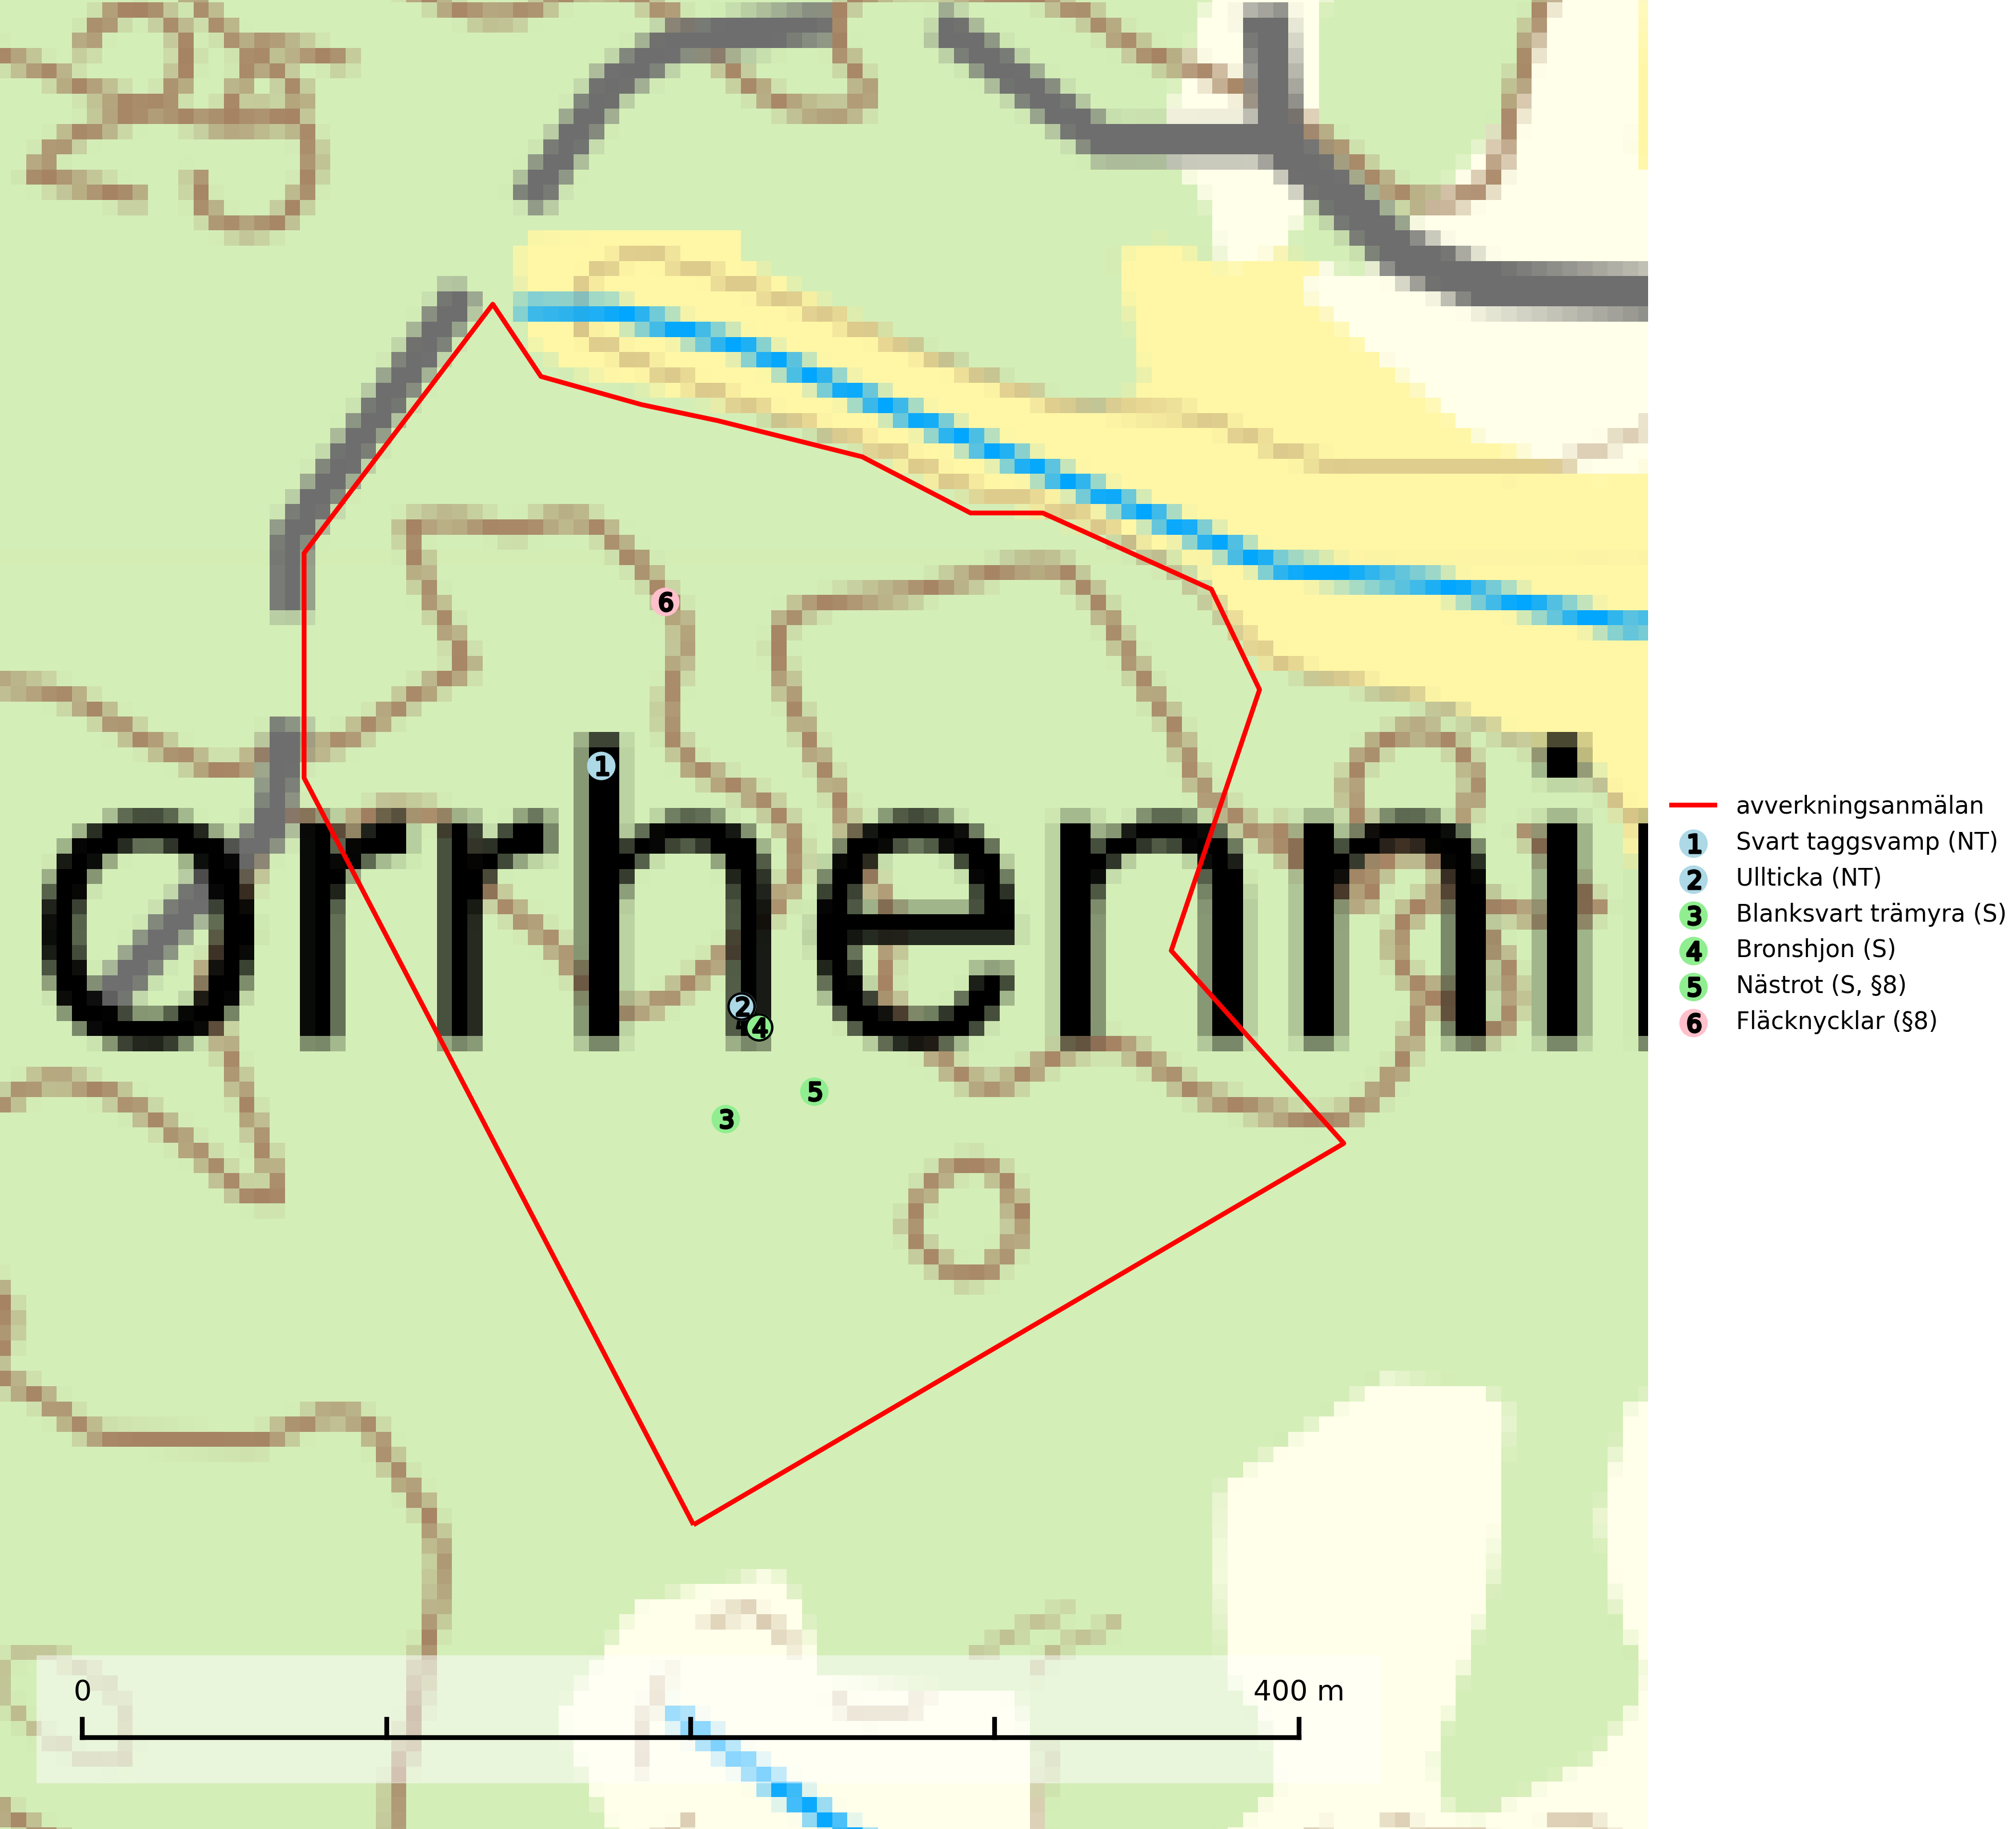 6
1
ørrhermi
2
4
5
3
avverkningsanmälan
1 Svart taggsvamp (NT)
2 Ullticka (NT)
3 Blanksvart trämyra (S)
4 Bronshjon (S)
5 Nästrot (S, §8)
6 Fläcknycklar (§8)
0 400 m